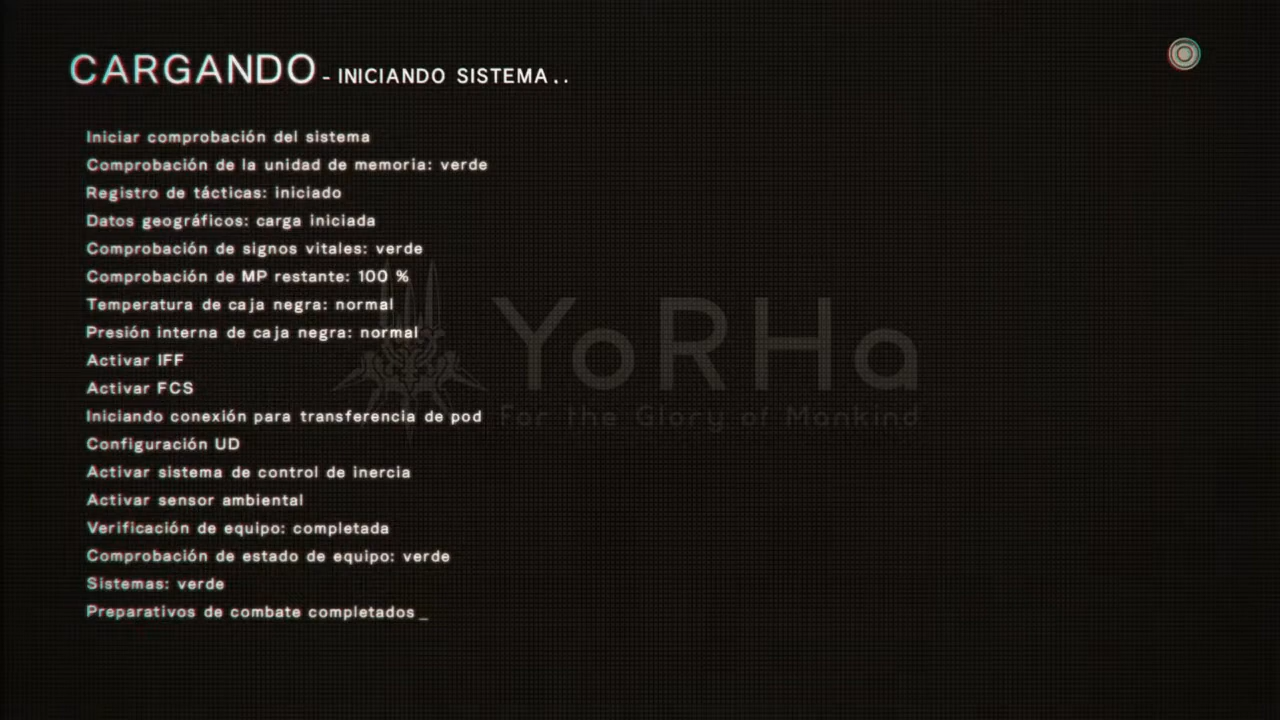 CARGANDO - INICIANDO SISTEMA..
Iniciar comprobación del sistema
Comprobación de la unidad de memoria: verde
Registro de tácticas: iniciado
Datos geográficos: carga iniciada
Comprobación de signos vitales: verde
Comprobación de MP restante: 100 %
Temperatura de caja negra: normal
Presión interna de caja negra: normal
Activar IFF
Activar FCS
Iniciando conexión para transferencia de pod
Configuración UD
Activar sistema de control de inercia
Activar sensor ambiental
Verificación de equipo: completada
Comprobación de estado de equipo: verde
Sistemas: verde
Preparativos de combate completados_
YoRHa
For the Glory of Mankind